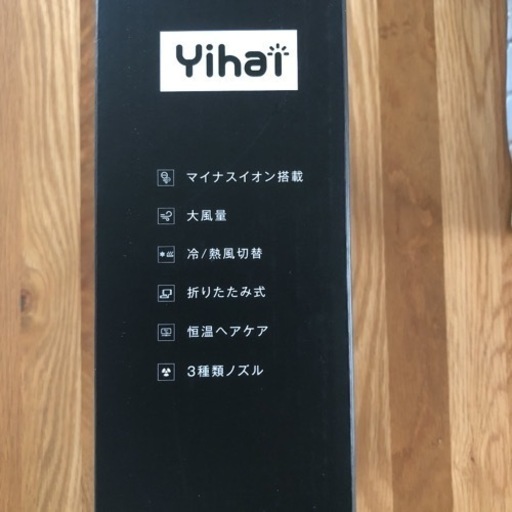 Yihai
マイナスイオン搭載
大風量
冷/熱風切替
折りたたみ式
恒温ヘアケア
3種類ノズル